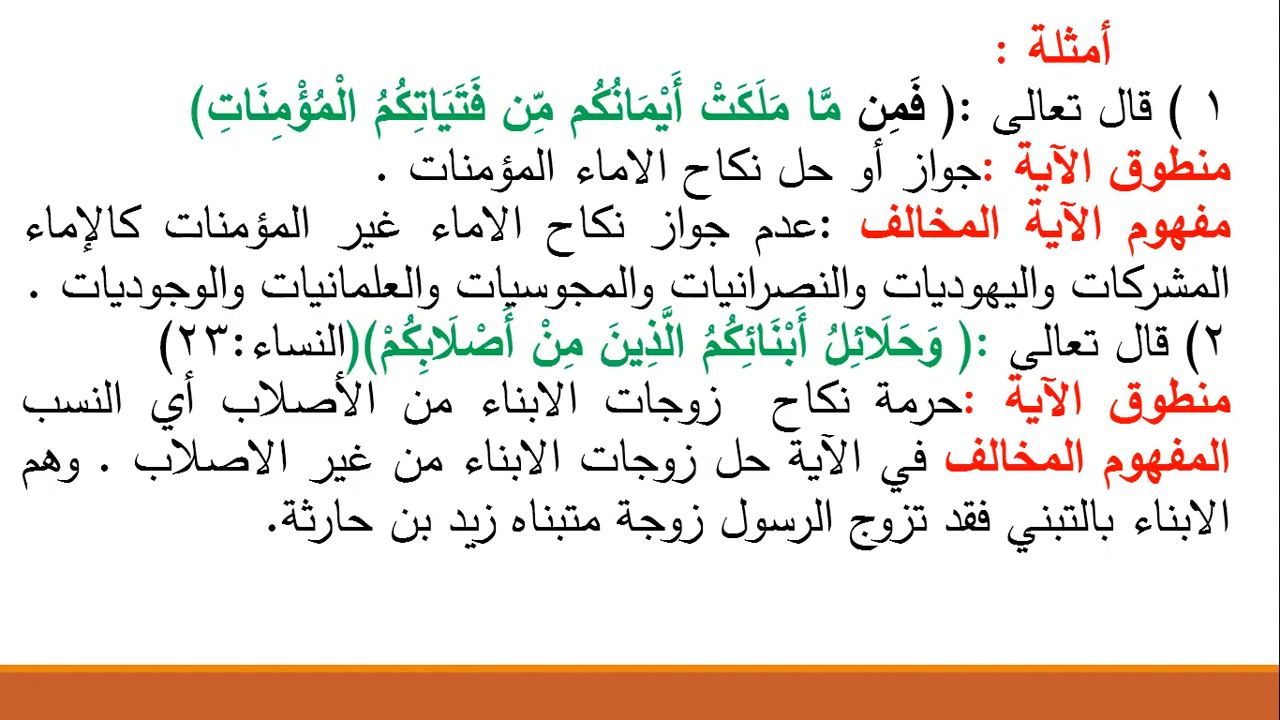 أمثلة :
١ ) قال تعالى :( فَمِن مَّا مَلَكَتْ أَيْمَانُكُم مِّن فَتَيَاتِكُمُ الْمُؤْمِنَاتِ)
منطوق الآية :جواز أو حل نكاح الاماء المؤمنات .
مفهوم الآية المخالف :عدم جواز نكاح الاماء غير المؤمنات كالإماء
المشركات واليهوديات والنصرانيات والمجوسيات والعلمانيات والوجوديات .
٢) قال تعالى :( وَحَلَائِلُ أَبْنَائِكُمُ الَّذِينَ مِنْ أَصْلَابِكُمْ)(النساء:٢٣)
منطوق الآية :حرمة نكاح زوجات الابناء من الأصلاب أي النسب
المفهوم المخالف في الآية حل زوجات الابناء من غير الاصلاب . وهم
الابناء بالتبني فقد تزوج الرسول زوجة متبناه زيد بن حارثة.